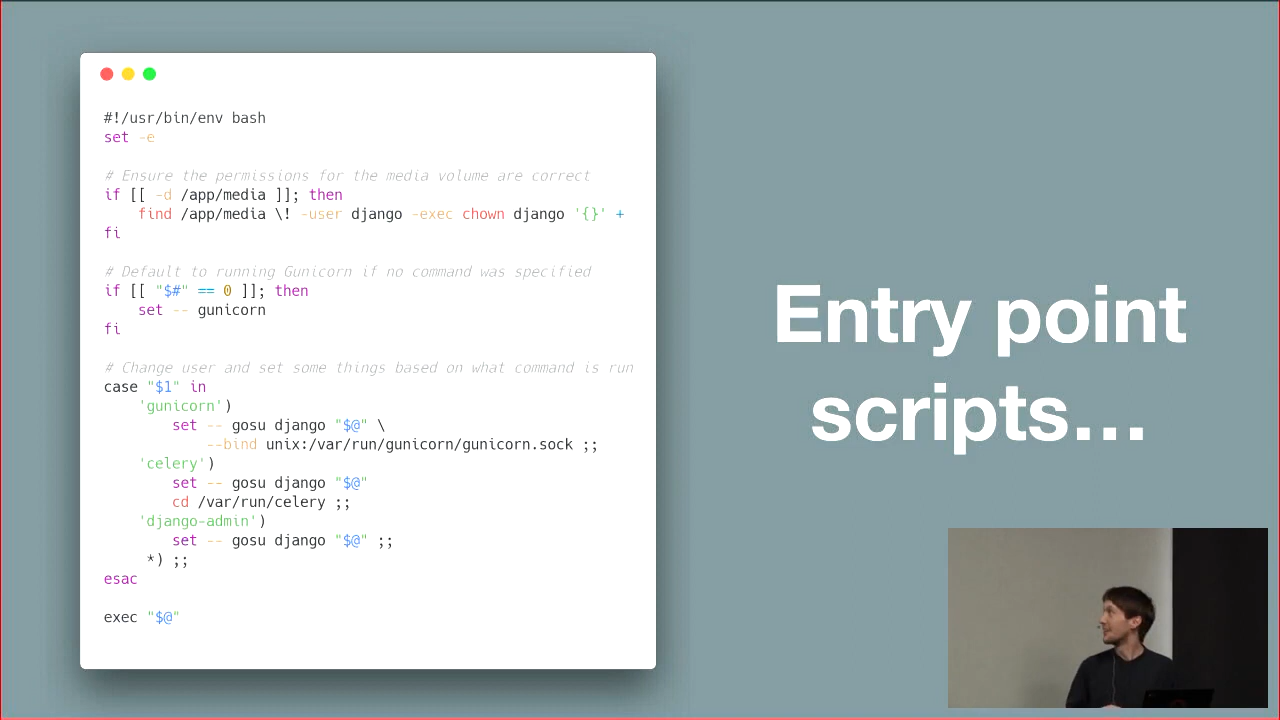 #!/usr/bin/env bash
set -e
# Ensure the permissions for the media volume are correct
if [[ -d /app/media ]]; then
    find /app/media \! -user django -exec chown django '{}' +
fi
# Default to running Gunicorn if no command was specified
if [[ "$#" == 0 ]]; then
    set -- gunicorn
fi
# Change user and set some things based on what command is run
case "$1" in
    'gunicorn')
        set -- gosu django "$@" \
            --bind unix:/var/run/gunicorn/gunicorn.sock ;;
    'celery')
        set -- gosu django "$@"
        cd /var/run/celery ;;
    'django-admin')
        set -- gosu django "$@" ;;
     *) ;;
esac
exec "$@"
Entry point
scripts...